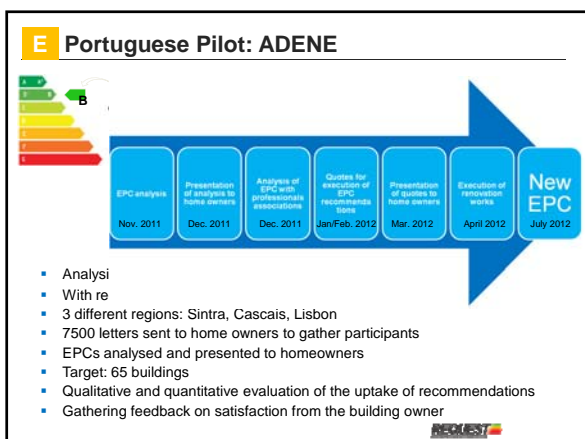 E Portuguese Pilot: ADENE
B
EPC analysis
Nov. 2011
Presentation
of analysis to
home owners
Dec. 2011
Analysis of
EPC with
professionals
associations
Dec. 2011
Quotes for
execution of
EPC
recommenda
tions
Jan/Feb. 2012
Presentation
of quotes to
home owners
Mar. 2012
Execution of
renovation
works
April 2012
New
EPC
July 2012
Analysi
With re
3 different regions: Sintra, Cascais, Lisbon
7500 letters sent to home owners to gather participants
EPCs analysed and presented to homeowners
Target: 65 buildings
Qualitative and quantitative evaluation of the uptake of recommendations
Gathering feedback on satisfaction from the building owner
REQUEST